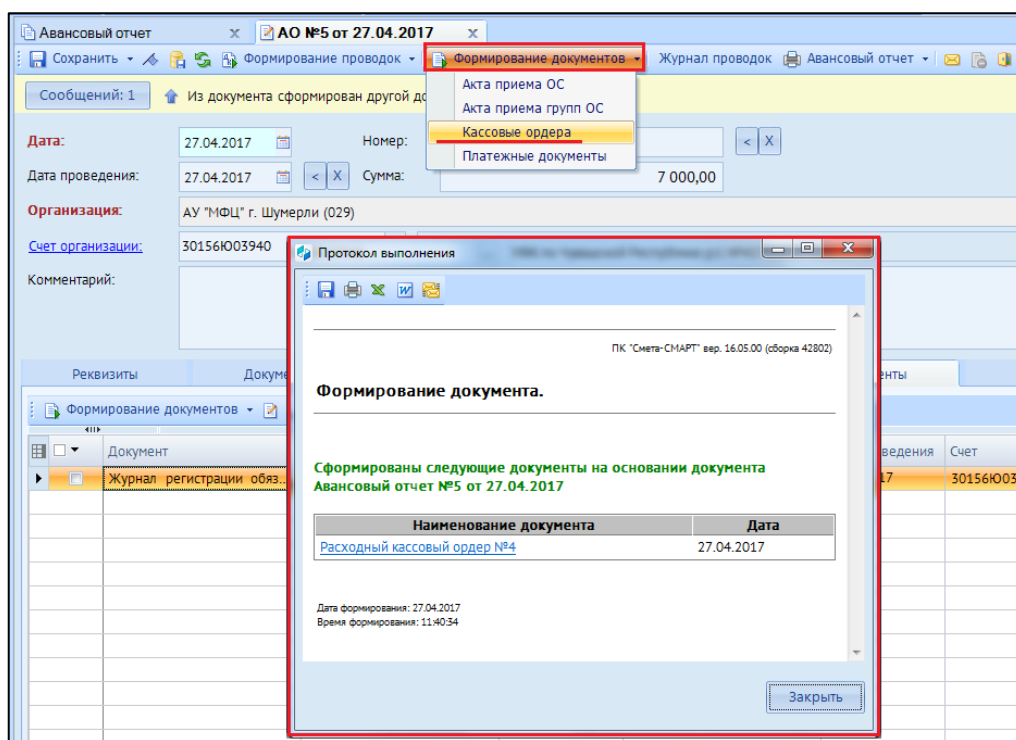 Авансовый отчет x АО №5 от 27.04.2017 x
Сохранить Формирование проводок Формирование документов Журнал проводок Авансовый отчет
Сообщений: 1 Из документа сформирован другой до
Акта приема ОС
Акта приема групп ОС
Кассовые ордера
Платежные документы
Дата: 27.04.2017 Номер: < X
Дата проведения: 27.04.2017 < X Сумма: 7 000,00
Организация: АУ "МФЦ" г. Шумерли (029)
Счет организации: 30156Ю03940
Комментарий:
Реквизиты Докуме енты
Формирование документов
Документ ведения Счет
Журнал регистрации обяз... 17 30156Ю003
Протокол выполнения
ПК "Смета-СМАРТ" вер. 16.05.00 (сборка 42802)
Формирование документа.
Сформированы следующие документы на основании документа
Авансовый отчет №5 от 27.04.2017
Наименование документа Дата
Расходный кассовый ордер №4 27.04.2017
Дата формирования: 27.04.2017
Время формирования: 11:40:34
Закрыть